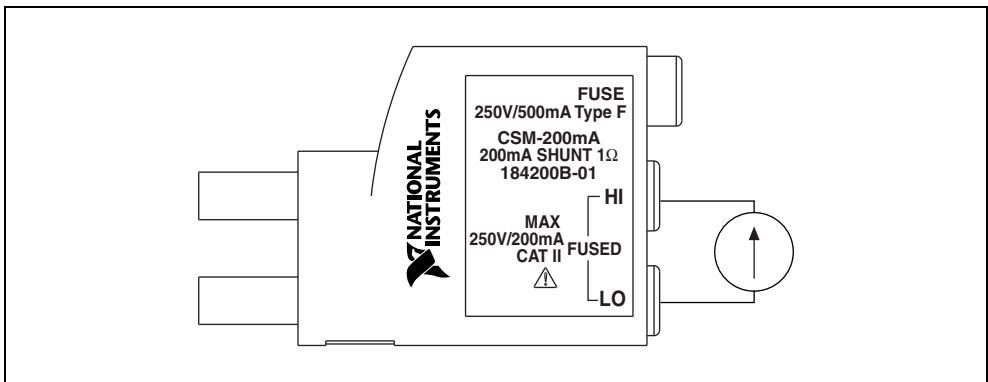 FUSE
250V/500mA Type F
CSM-200mA
200mA SHUNT 1Ω
184200B-01
HI
MAX
250V/200mA
CAT II
FUSED
LO
NATIONAL
INSTRUMENTS